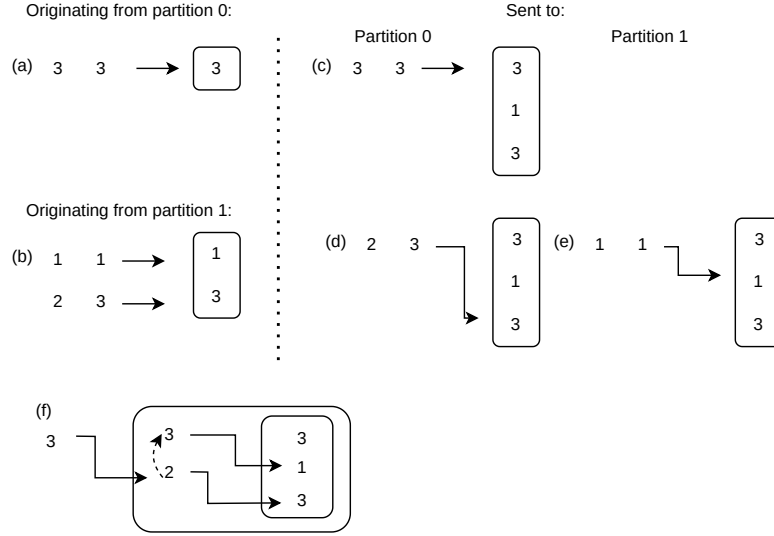 Originating from partition 0:
Sent to:
Partition 0
Partition 1
(a) 3 3 3
(c) 3 3 3
1
3
Originating from partition 1:
(b) 1 1 1
2 3 3
(d) 2 3 3
1
3
(e) 1 1 3
1
3
(f)
3
3 3
2 1
3